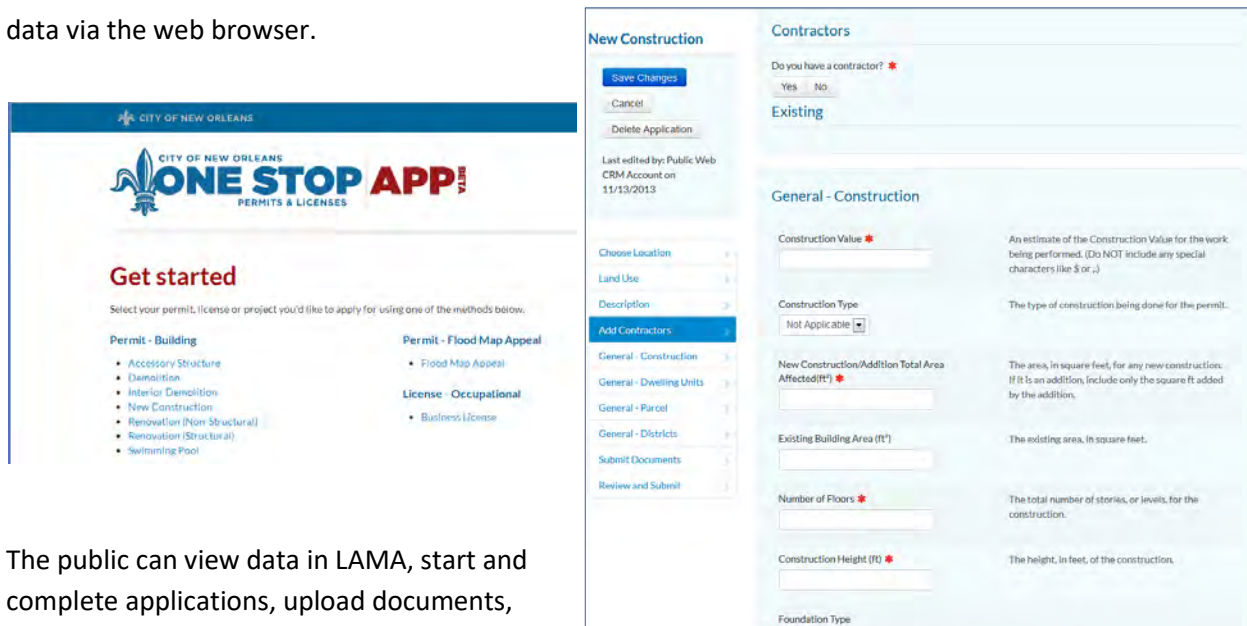 data via the web browser.
CITY OF NEW ORLEANS
CITY OF NEW ORLEANS
ONE STOP APP BETA
PERMITS & LICENSES
Get started
Select your permit, license or project you'd like to apply for using one of the methods below.
Permit - Building
• Accessory Structure
• Demolition
• Interior Demolition
• New Construction
• Renovation (Non Structural)
• Renovation (Structural)
• Swimming Pool
Permit - Flood Map Appeal
• Flood Map Appeal
License - Occupational
• Business License
The public can view data in LAMA, start and
complete applications, upload documents,
New Construction
Save Changes
Cancel
Delete Application
Last edited by: Public Web
CRM Account on
11/13/2013
Choose Location
Land Use
Description
Add Contractors
General - Construction
General - Dwelling Units
General - Parcel
General - Districts
Submit Documents
Review and Submit
Contractors
Do you have a contractor? *
Yes No
Existing
General - Construction
Construction Value *
An estimate of the Construction Value for the work
being performed. (Do NOT include any special
characters like $ or ,.)
Construction Type
Not Applicable
The type of construction being done for the permit.
New Construction/Addition Total Area
Affected(ft²) *
The area, in square feet, for any new construction.
If it is an addition, include only the square ft added
by the addition.
Existing Building Area (ft²)
The existing area, in square feet.
Number of Floors *
The total number of stories, or levels, for the
construction.
Construction Height (ft) *
The height, in feet, of the construction.
Foundation Type